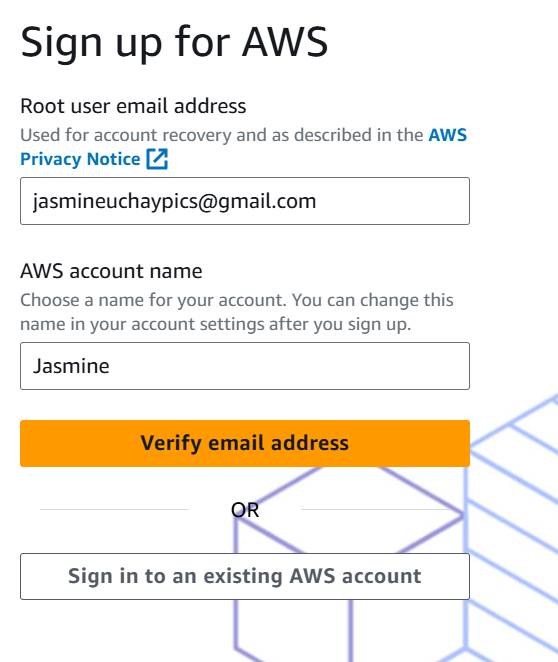 Sign up for AWS
Root user email address
Used for account recovery and as described in the AWS
Privacy Notice
jasmineuchaypics@gmail.com
AWS account name
Choose a name for your account. You can change this
name in your account settings after you sign up.
Jasmine
Verify email address
OR
Sign in to an existing AWS account